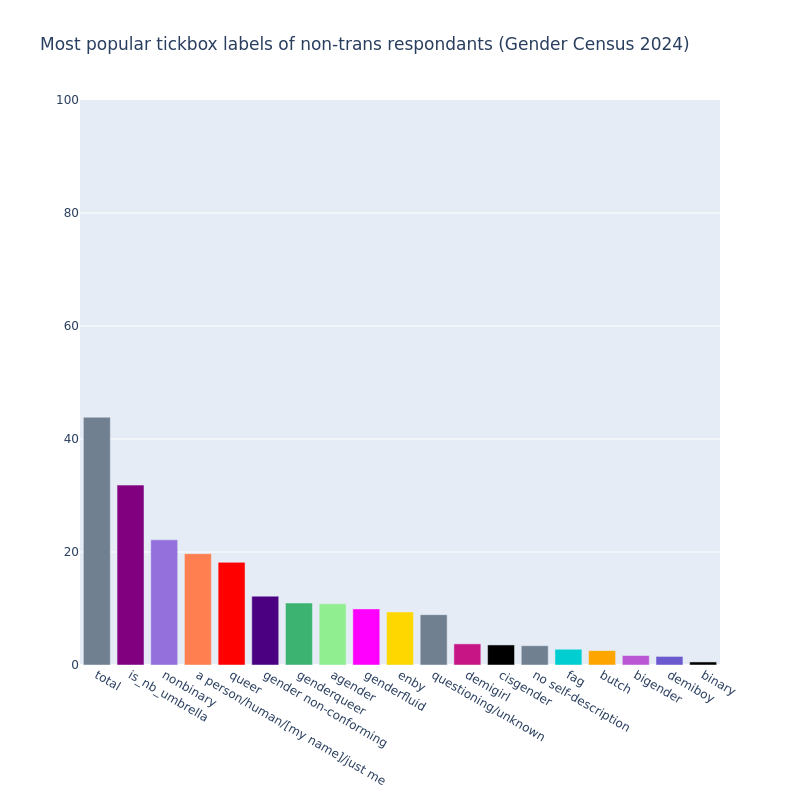 Most popular tickbox labels of non-trans respondants (Gender Census 2024)
100
80
60
40
20
0
total
is_nb_umbrella
nonbinary
a person/human/[my name]/just me
queer
gender non-conforming
genderqueer
agender
genderfluid
enby
questioning/unknown
demigirl
cisgender
no self-description
fag
butch
bigender
demiboy
binary